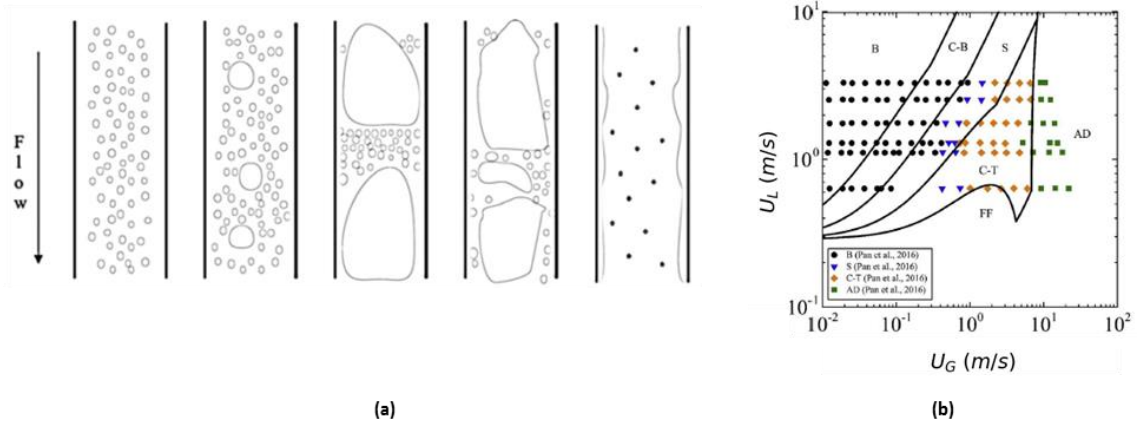 Flow
B
C-B
S
AD
C-T
FF
B (Pan et al., 2016)
S (Pan et al., 2016)
C-T (Pan et al., 2016)
AD (Pan et al., 2016)
U_L (m/s)
10^1
10^0
10^-1
10^-2 10^-1 10^0 10^1 10^2
U_G (m/s)
(a) (b)